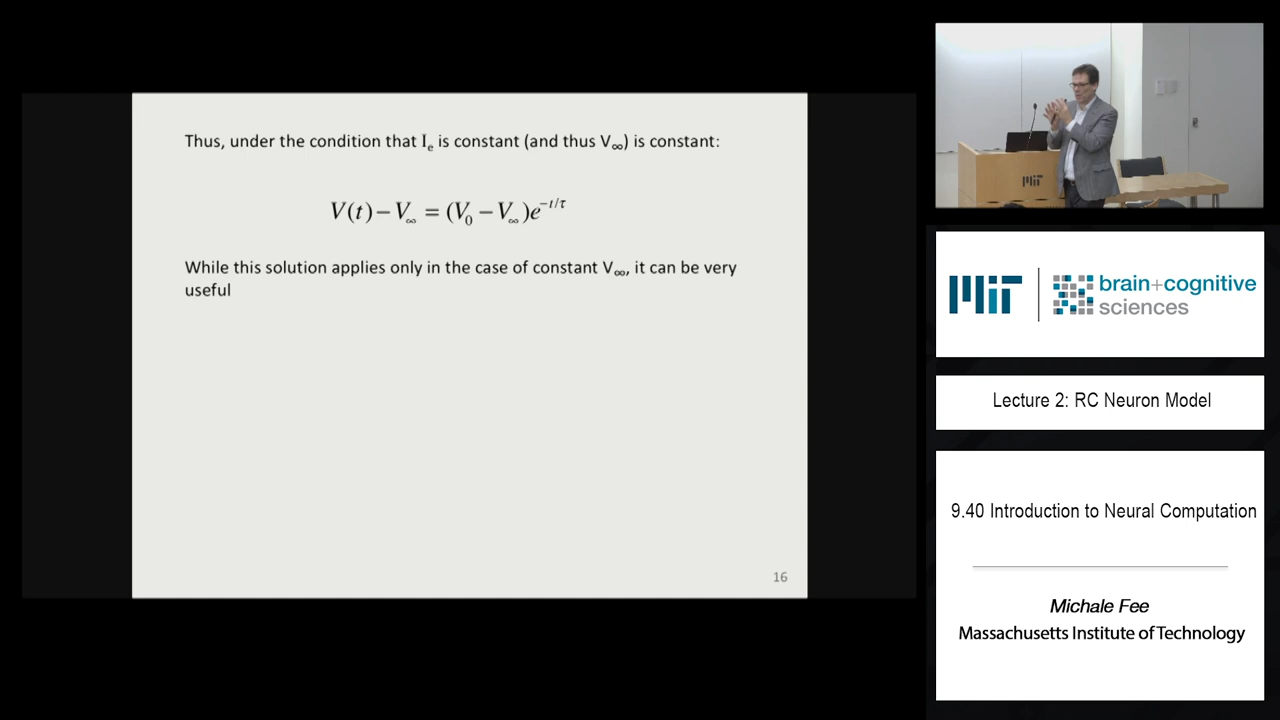 Thus, under the condition that Iₑ is constant (and thus V∞) is constant:
V(t) − V∞ = (V₀ − V∞)e^−t/τ
While this solution applies only in the case of constant V∞, it can be very
useful
16
MIT
MIT
brain+cognitive
sciences
Lecture 2: RC Neuron Model
9.40 Introduction to Neural Computation
Michale Fee
Massachusetts Institute of Technology